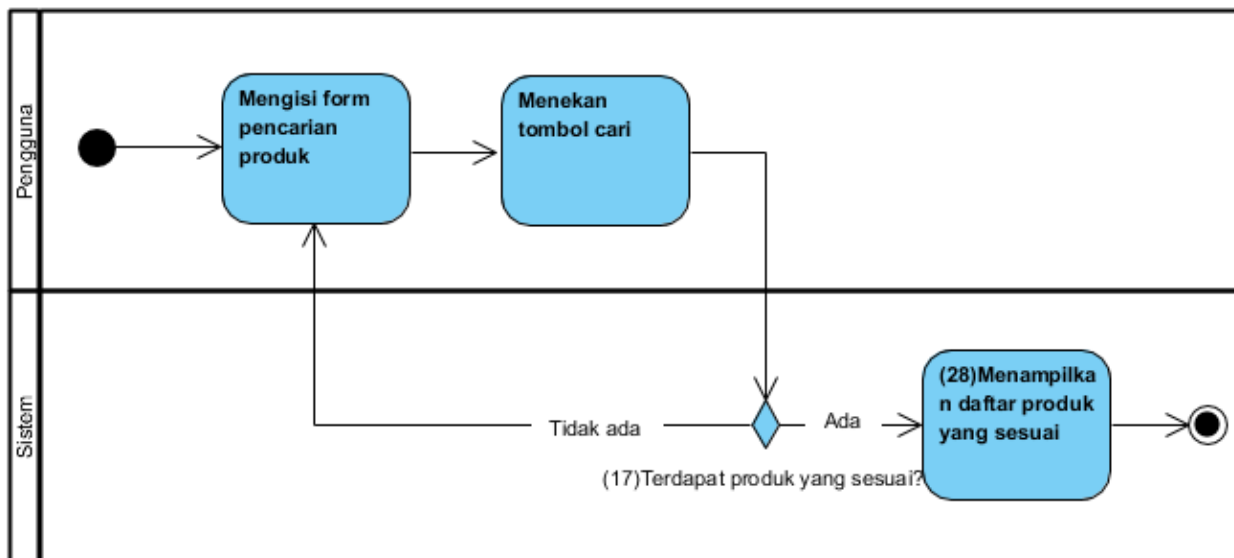 Pengguna
Mengisi form
pencarian
produk
Menekan
tombol cari
Sistem
Tidak ada
Ada
(17)Terdapat produk yang sesuai?
(28)Menampilka
n daftar produk
yang sesuai